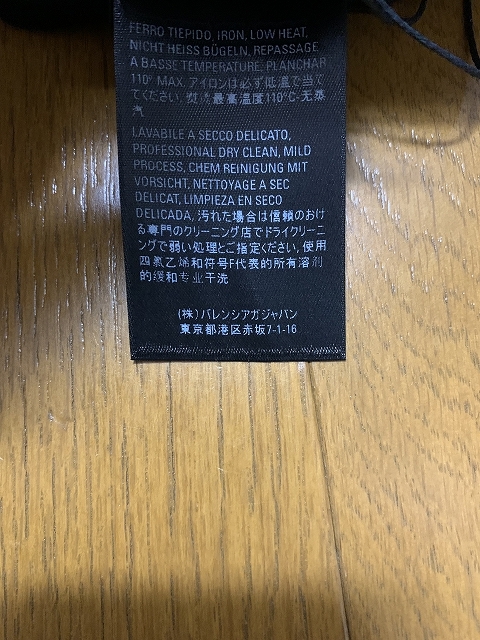 FERRO TIEPIDO, IRON, LOW HEAT,
NICHT HEISS BÜGELN, REPASSAGE
A BASSE TEMPERATURE, PLANCHAR
110° MAX. アイロンは必ず低温で当て
てください, 熨烫最高温度110°C-无蒸
汽
LAVABILE A SECCO DELICATO,
PROFESSIONAL DRY CLEAN, MILD
PROCESS, CHEM REINIGUNG MIT
VORSICHT, NETTOYAGE A SEC
DELICAT, LIMPIEZA EN SECO
DELICADA, 汚れた場合は信頼のおけ
る専門のクリーニング店でドライクリーニ
ングで弱い処理とご指定ください, 使用
四氯乙烯和符号F代表的所有溶剂
的缓和专业干洗
(株) バレンシアガジャパン
東京都港区赤坂7-1-16